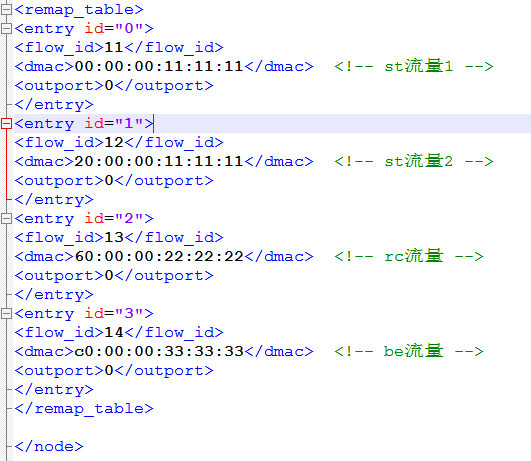 <remap_table>
<entry id="0">
<flow_id>11</flow_id>
<dmac>00:00:00:11:11:11</dmac>  <!-- st流量1 -->
<outport>0</outport>
</entry>
<entry id="1">
<flow_id>12</flow_id>
<dmac>20:00:00:11:11:11</dmac>  <!-- st流量2 -->
<outport>0</outport>
</entry>
<entry id="2">
<flow_id>13</flow_id>
<dmac>60:00:00:22:22:22</dmac>  <!-- rc流量 -->
<outport>0</outport>
</entry>
<entry id="3">
<flow_id>14</flow_id>
<dmac>c0:00:00:33:33:33</dmac>  <!-- be流量 -->
<outport>0</outport>
</entry>
</remap_table>
</node>